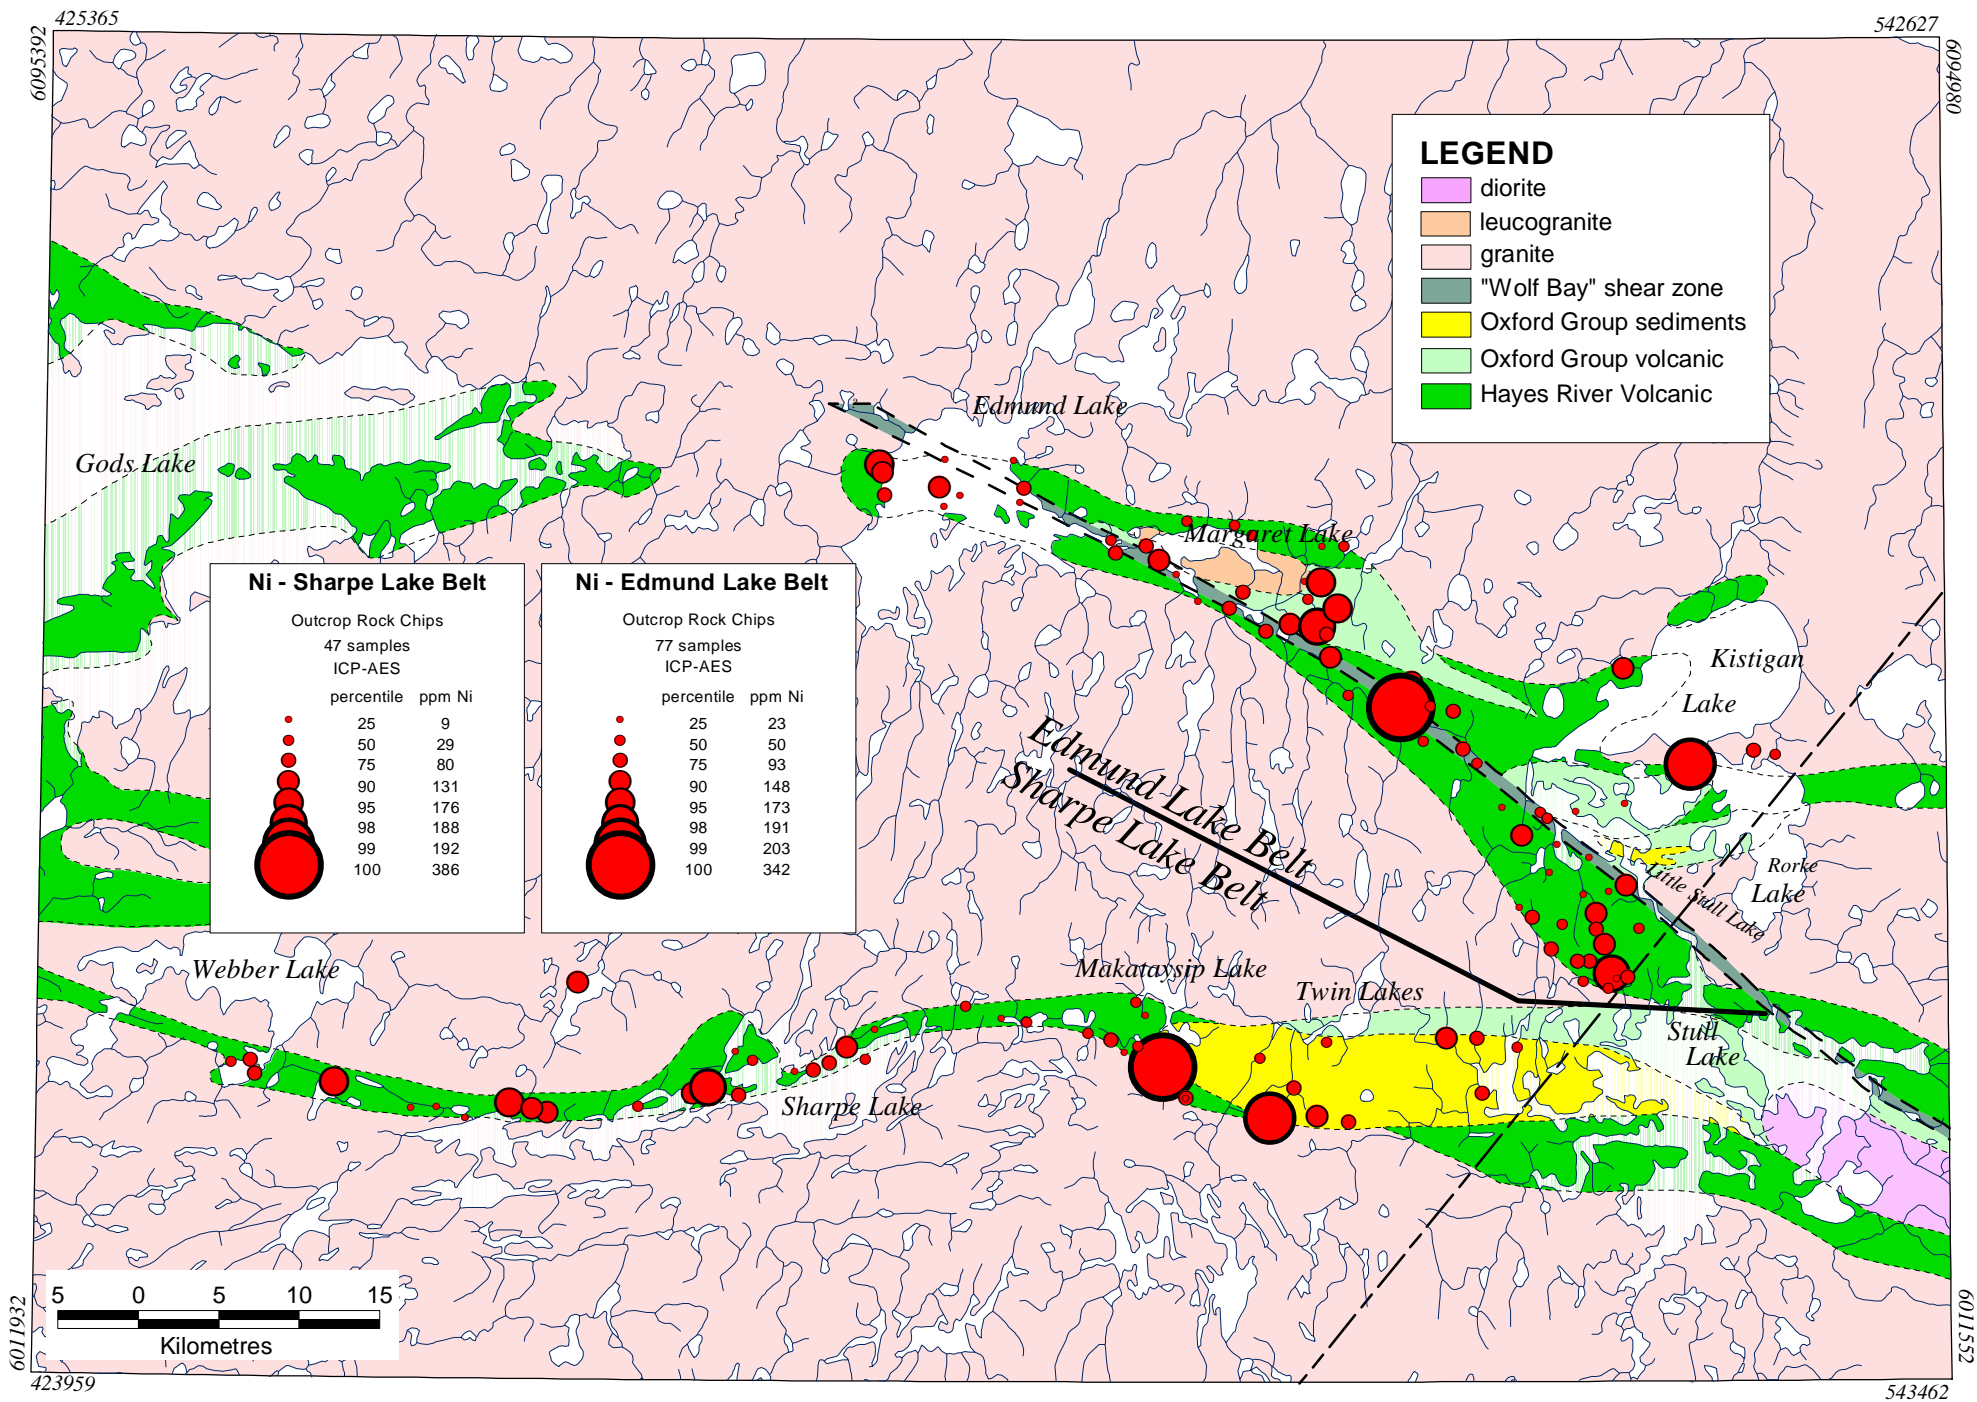 425365
542627
6095392
6094980
LEGEND
diorite
leucogranite
granite
"Wolf Bay" shear zone
Oxford Group sediments
Oxford Group volcanic
Hayes River Volcanic
Edmund Lake
Gods Lake
Margaret Lake
Kistigan
Lake
Ni - Sharpe Lake Belt
Outcrop Rock Chips
47 samples
ICP-AES
percentile ppm Ni
25 9
50 29
75 80
90 131
95 176
98 188
99 192
100 386
Ni - Edmund Lake Belt
Outcrop Rock Chips
77 samples
ICP-AES
percentile ppm Ni
25 23
50 50
75 93
90 148
95 173
98 191
99 203
100 342
Edmund Lake Belt
Sharpe Lake Belt
Rorke
Lake
Little Stull Lake
Webber Lake
Makataysip Lake
Twin Lakes
Stull
Lake
Sharpe Lake
5 0 5 10 15
Kilometres
6011932
6011552
423959
543462